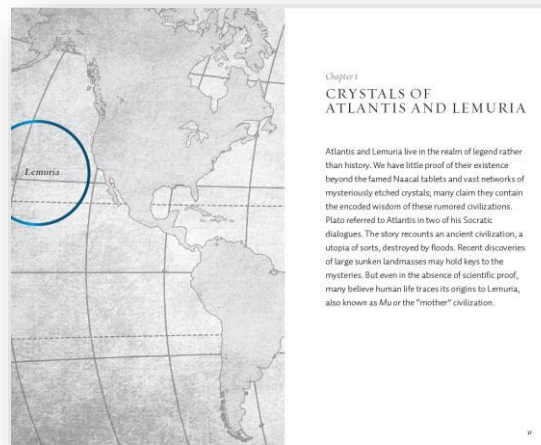 Lemuria
Chapter 1
CRYSTALS OF
ATLANTIS AND LEMURIA
Atlantis and Lemuria live in the realm of legend rather
than history. We have little proof of their existence
beyond the famed Naacal tablets and vast networks of
mysteriously etched crystals; many claim they contain
the encoded wisdom of these rumored civilizations.
Plato referred to Atlantis in two of his Socratic
dialogues. The story recounts an ancient civilization, a
utopia of sorts, destroyed by floods. Recent discoveries
of large sunken landmasses may hold keys to the
mysteries. But even in the absence of scientific proof,
many believe human life traces its origins to Lemuria,
also known as Mu or the “mother” civilization.